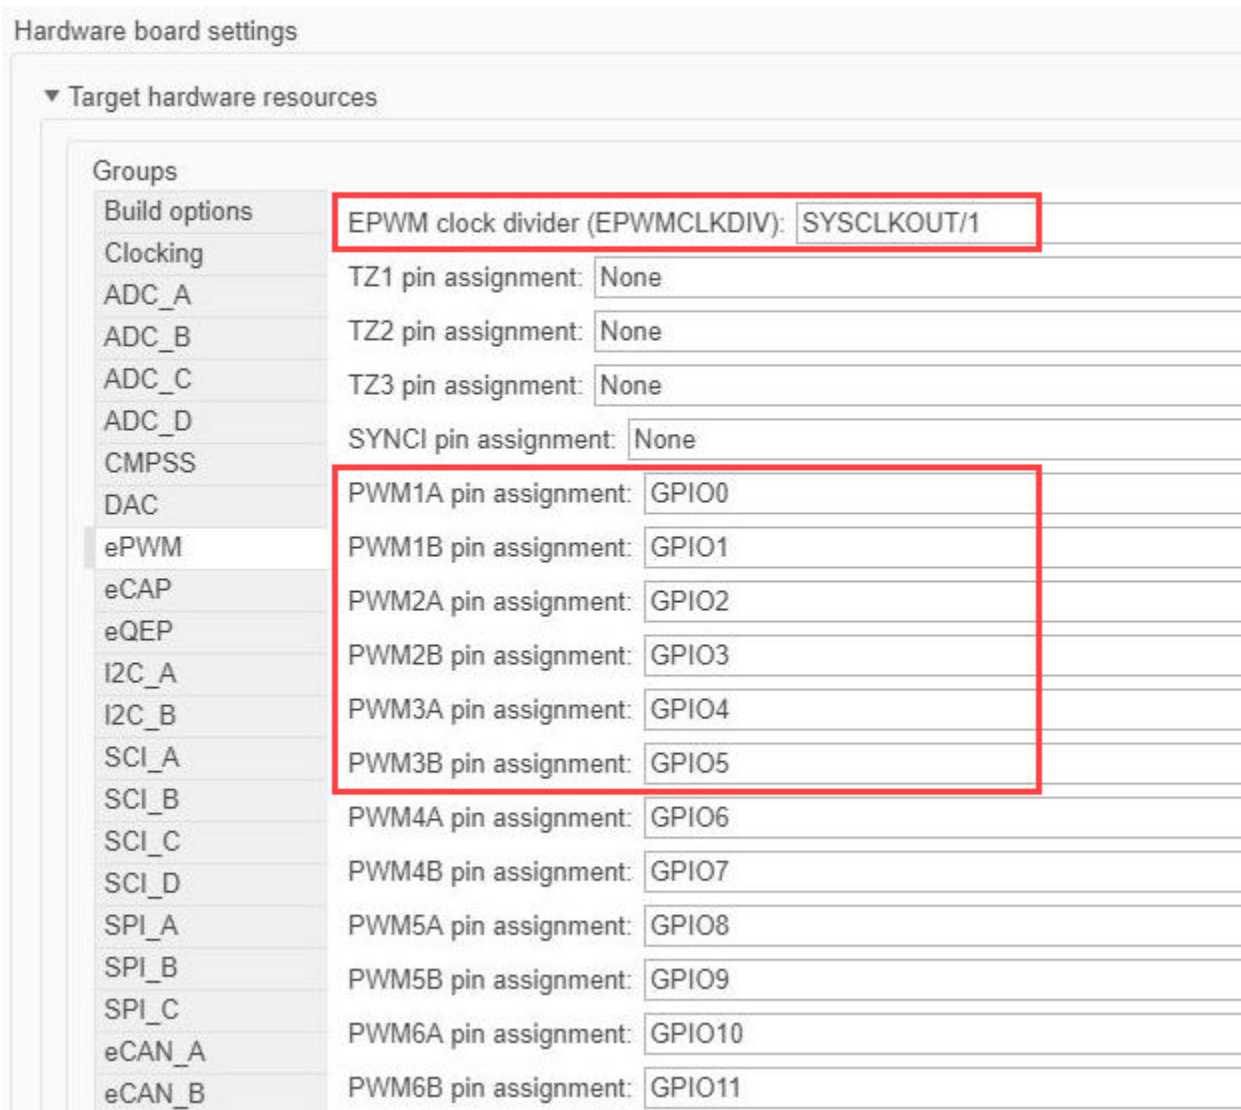 Hardware board settings
▼ Target hardware resources
Groups
Build options
Clocking
ADC_A
ADC_B
ADC_C
ADC_D
CMPSS
DAC
ePWM
eCAP
eQEP
I2C_A
I2C_B
SCI_A
SCI_B
SCI_C
SCI_D
SPI_A
SPI_B
SPI_C
eCAN_A
eCAN_B
EPWM clock divider (EPWMCLKDIV): SYSCLKOUT/1
TZ1 pin assignment: None
TZ2 pin assignment: None
TZ3 pin assignment: None
SYNCI pin assignment: None
PWM1A pin assignment: GPIO0
PWM1B pin assignment: GPIO1
PWM2A pin assignment: GPIO2
PWM2B pin assignment: GPIO3
PWM3A pin assignment: GPIO4
PWM3B pin assignment: GPIO5
PWM4A pin assignment: GPIO6
PWM4B pin assignment: GPIO7
PWM5A pin assignment: GPIO8
PWM5B pin assignment: GPIO9
PWM6A pin assignment: GPIO10
PWM6B pin assignment: GPIO11